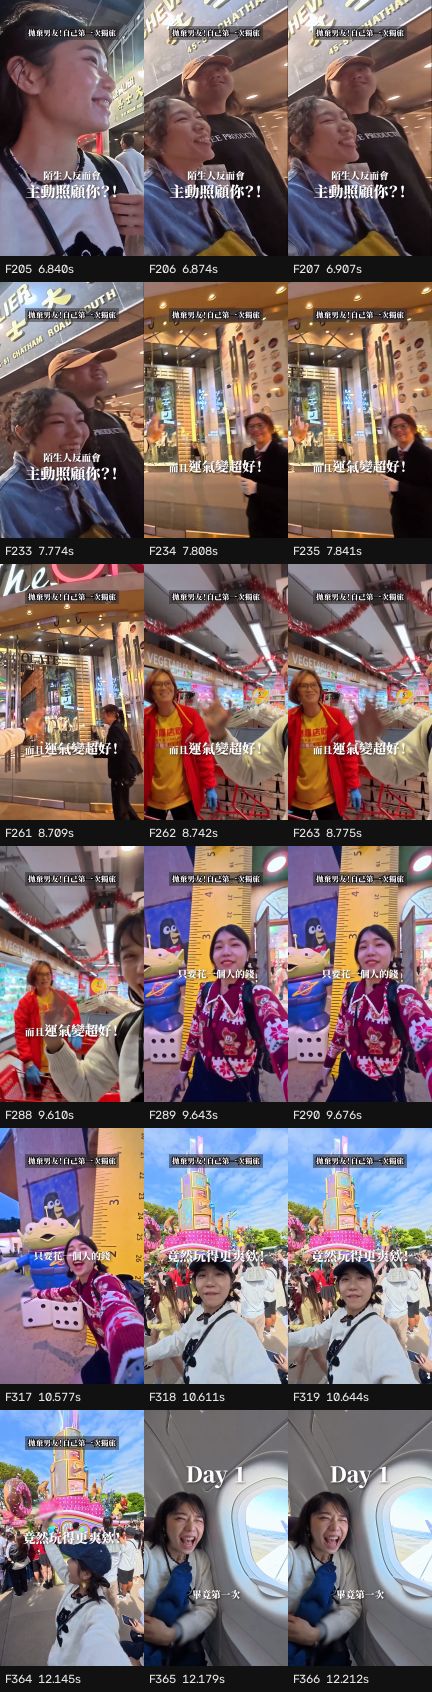 拋棄男友!自己第一次獨旅
陌生人反而會
主動照顧你?!
F205 6.840s
拋棄男友!自己第一次獨旅
45-51 CHATHAM
陌生人反而會
主動照顧你?!
F206 6.874s
拋棄男友!自己第一次獨旅
陌生人反而會
主動照顧你?!
F207 6.907s
拋棄男友!自己第一次獨旅
CHATHAM ROAD SOUTH
陌生人反而會
主動照顧你?!
F233 7.774s
拋棄男友!自己第一次獨旅
而且運氣變超好!
F234 7.808s
拋棄男友!自己第一次獨旅
而且運氣變超好!
F235 7.841s
The
拋棄男友!自己第一次獨旅
而且運氣變超好!
F261 8.709s
拋棄男友!自己第一次獨旅
VEGETABLES
而且運氣變超好!
F262 8.742s
拋棄男友!自己第一次獨旅
VEGETABLES
而且運氣變超好!
F263 8.775s
拋棄男友!自己第一次獨旅
而且運氣變超好!
F288 9.610s
拋棄男友!自己第一次獨旅
只要花一個人的錢
F289 9.643s
拋棄男友!自己第一次獨旅
只要花一個人的錢
F290 9.676s
拋棄男友!自己第一次獨旅
只要花一個人的錢
F317 10.577s
拋棄男友!自己第一次獨旅
竟然玩得更爽欸!
F318 10.611s
拋棄男友!自己第一次獨旅
竟然玩得更爽欸!
F319 10.644s
拋棄男友!自己第一次獨旅
竟然玩得更爽欸!
F364 12.145s
Day 1
畢竟第一次
F365 12.179s
Day 1
畢竟第一次
F366 12.212s